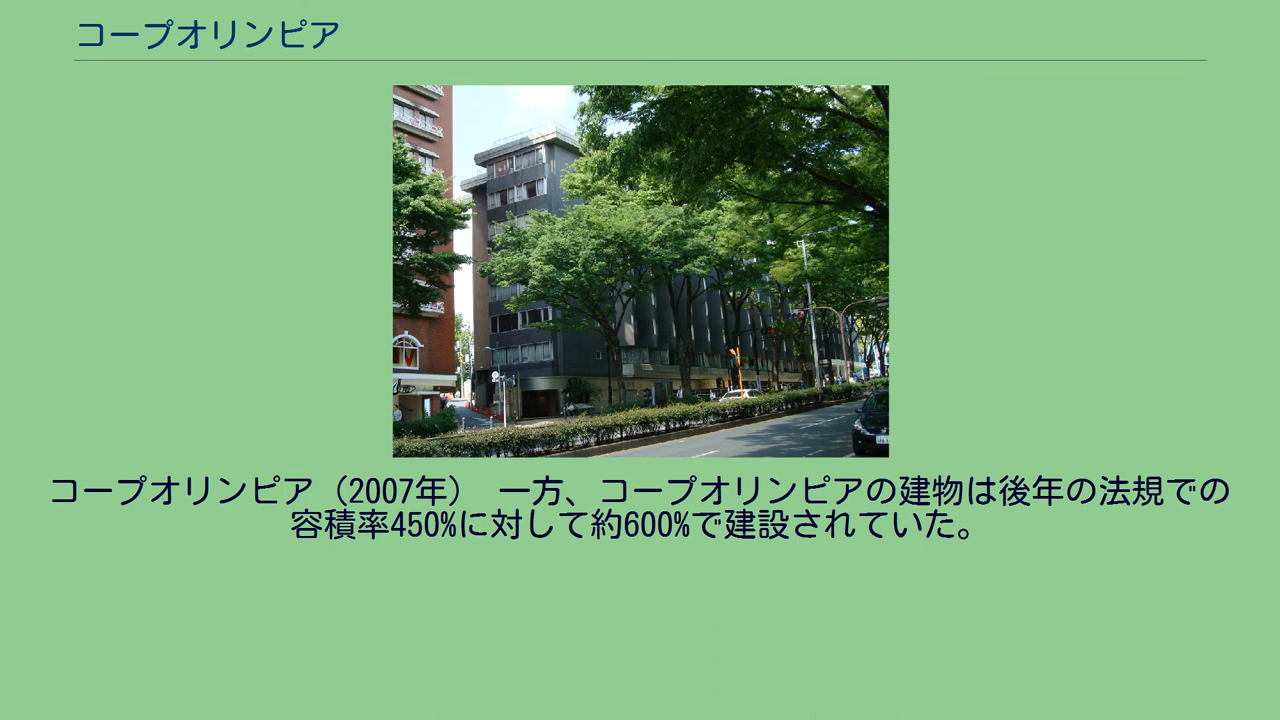 コープオリンピア
コープオリンピア（2007年）　一方、コープオリンピアの建物は後年の法規での
容積率450%に対して約600%で建設されていた。